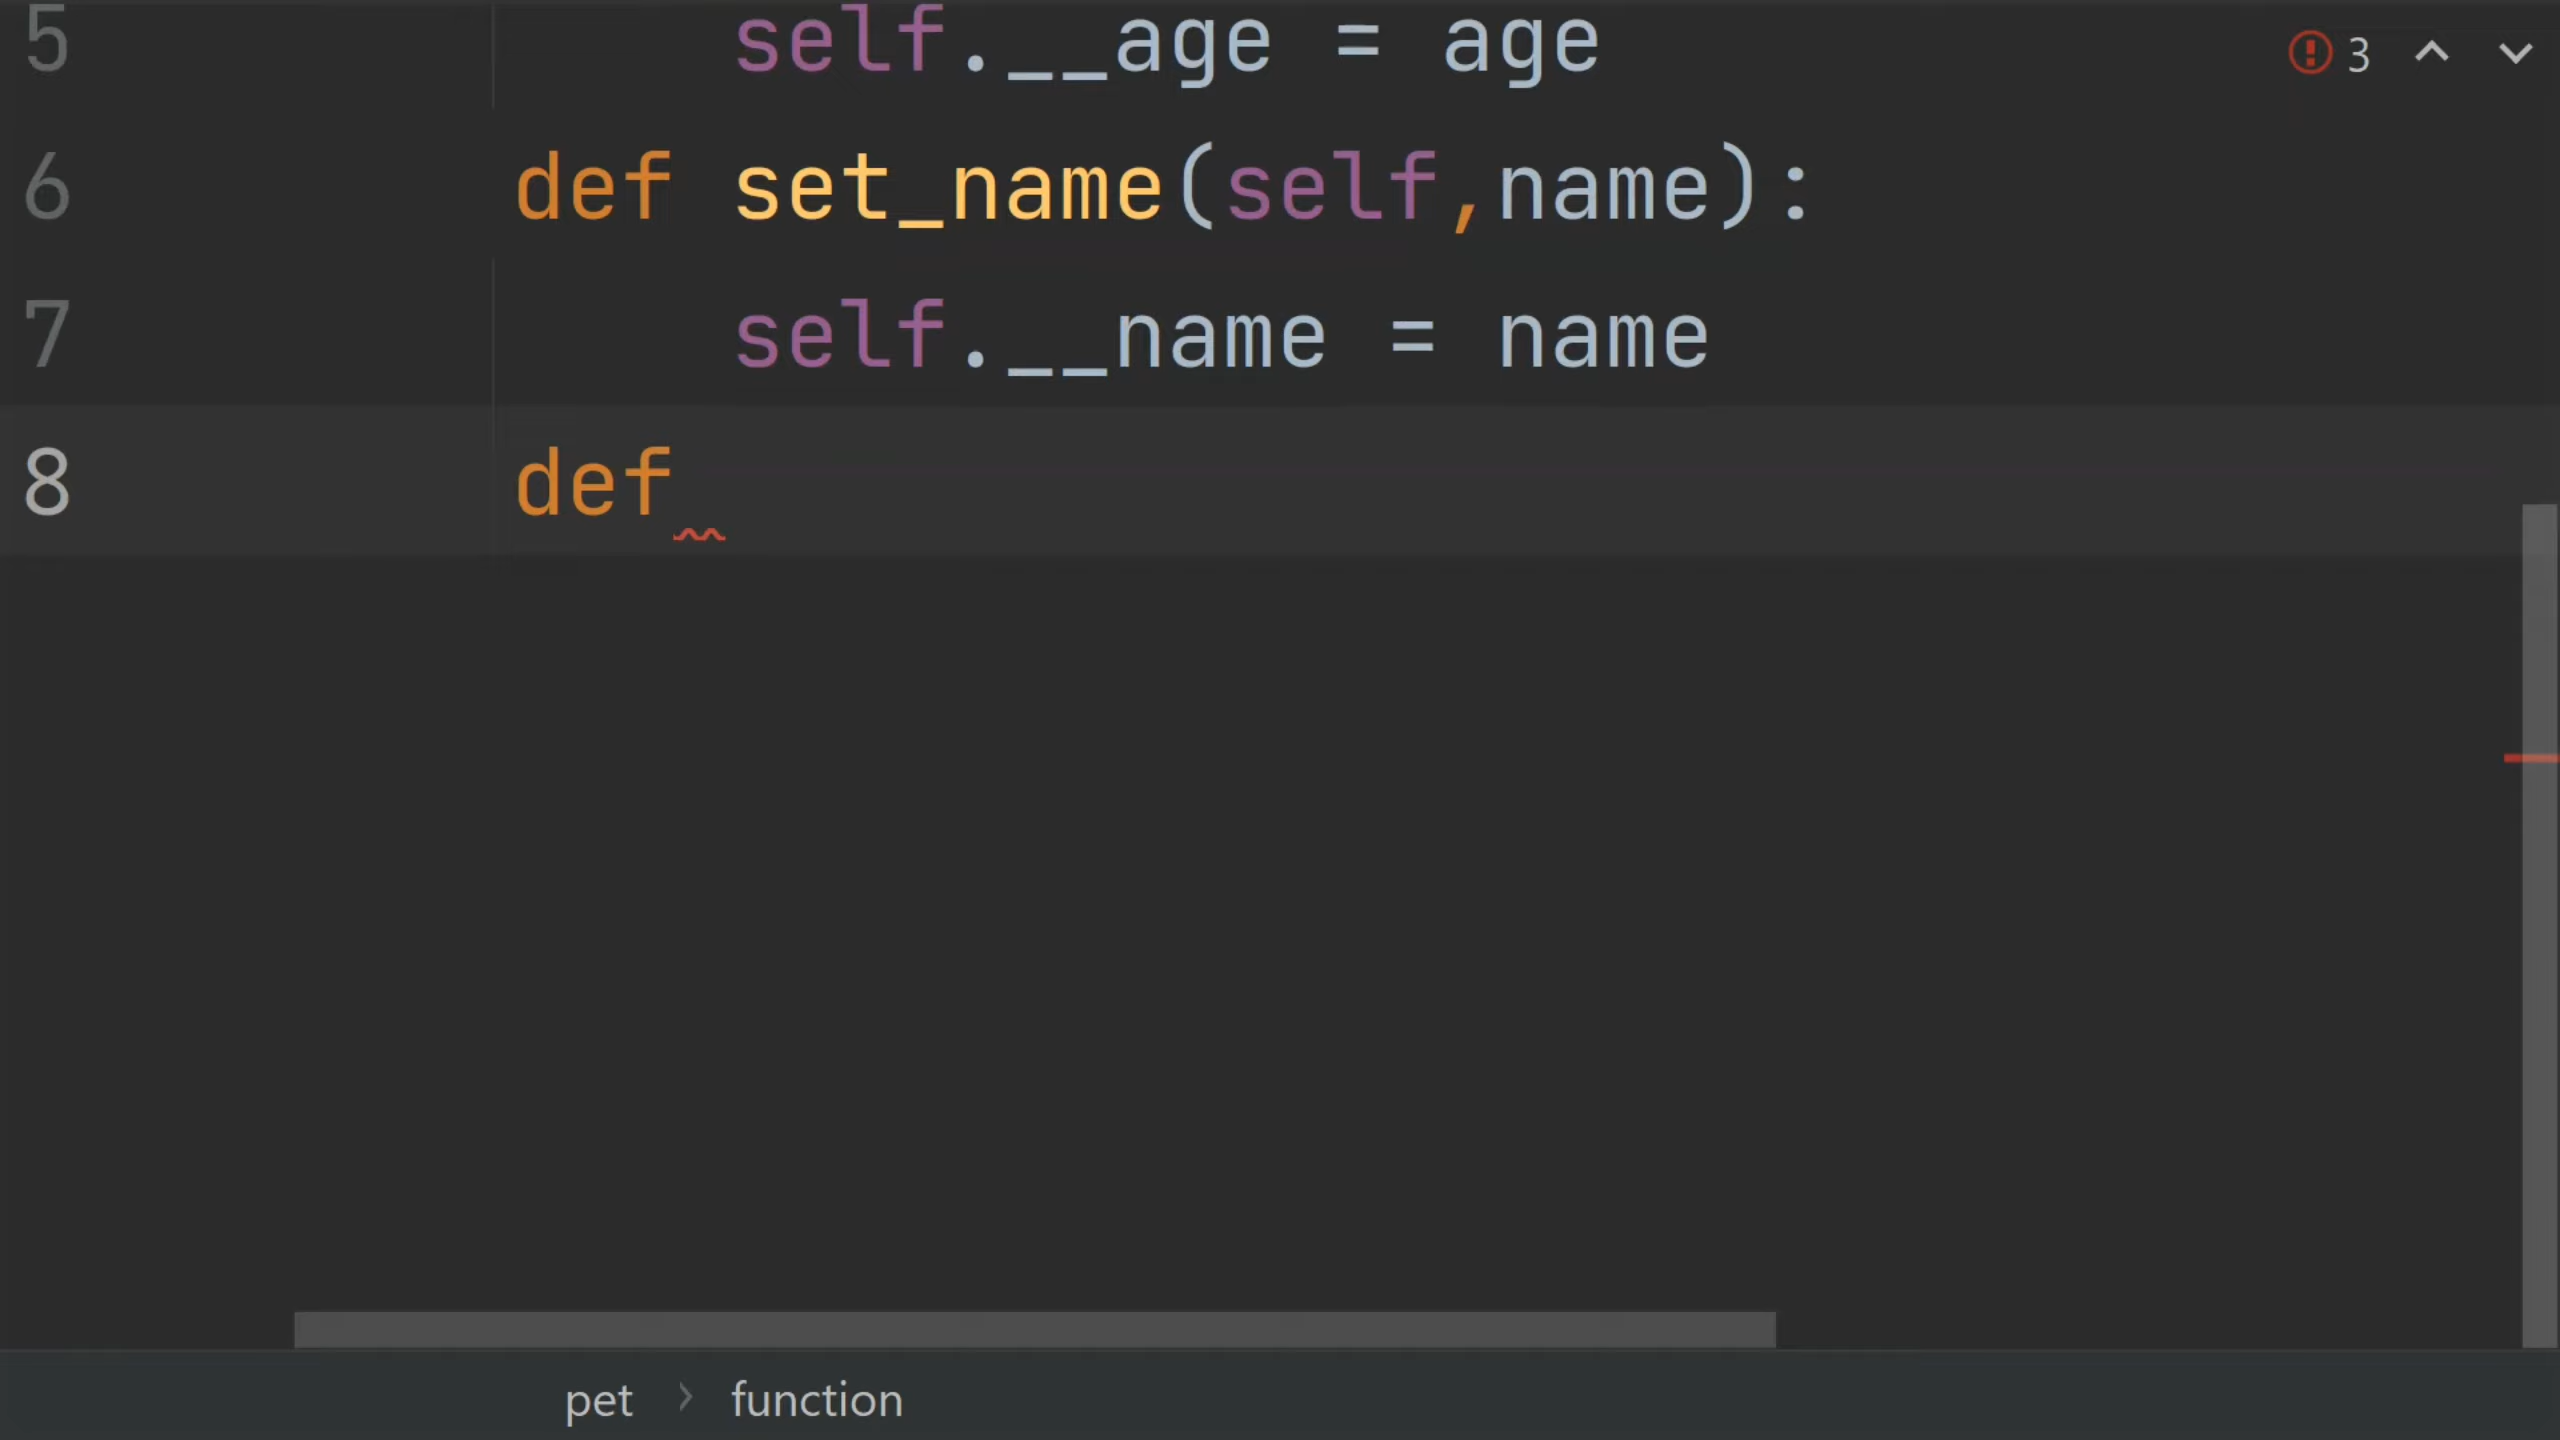 5 self.__age = age
3
6 def set_name(self,name):
7 self.__name = name
8 def
pet > function